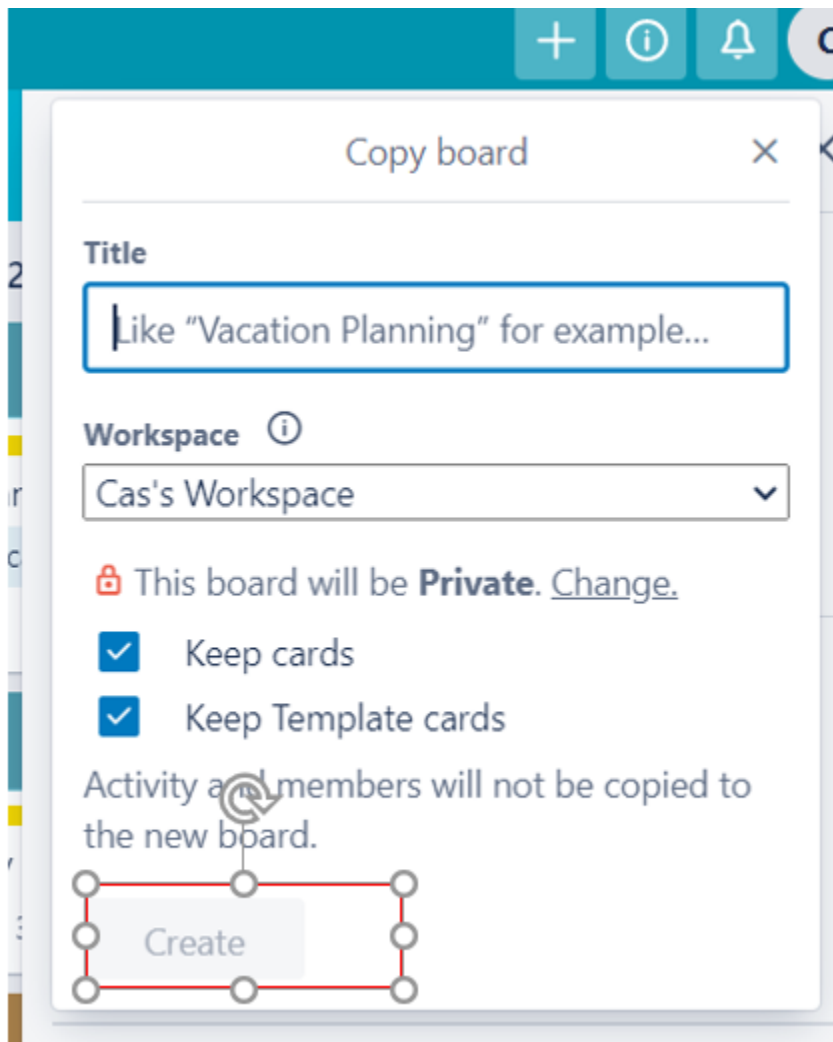 Copy board
Title
Like “Vacation Planning” for example...
Workspace
Cas's Workspace
This board will be Private. Change.
Keep cards
Keep Template cards
Activity and members will not be copied to
the new board.
Create